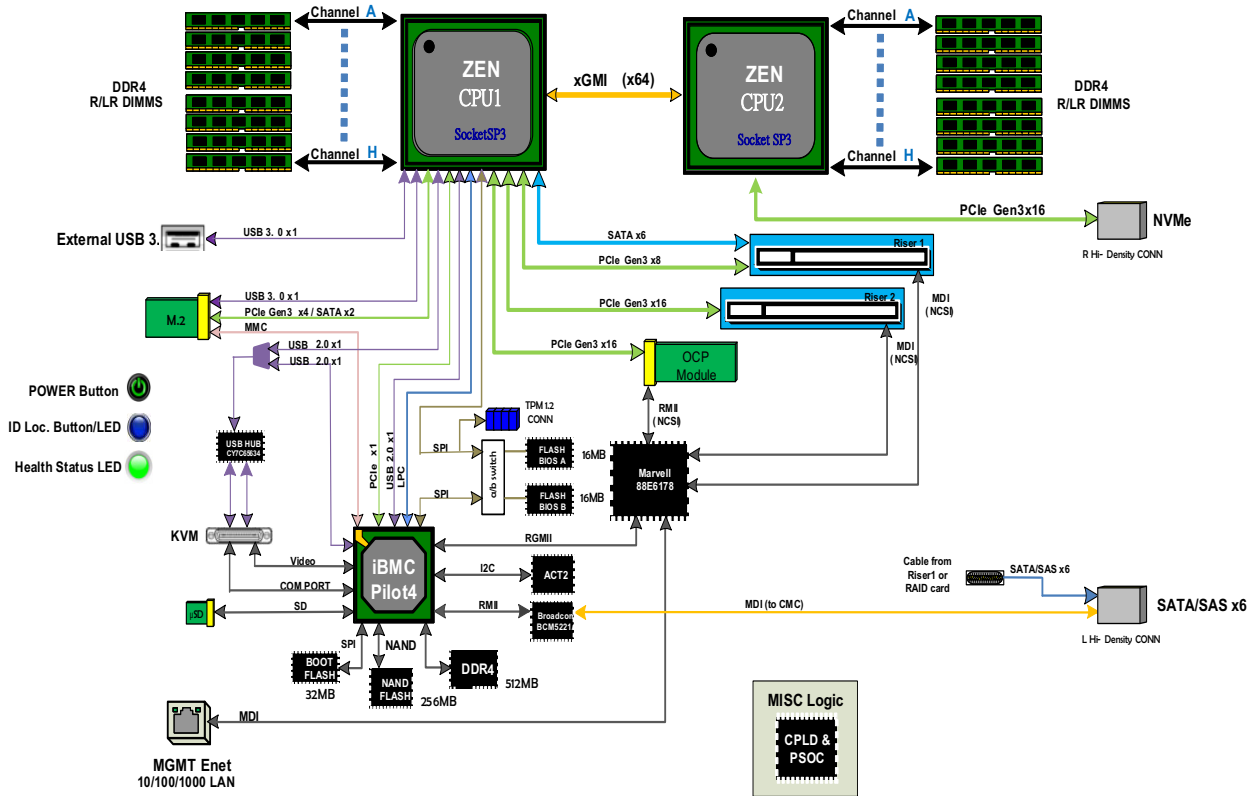 Channel A
Channel A
ZEN
CPU1
SocketSP3
xGMI (x64)
ZEN
CPU2
Socket SP3
DDR4
R/LR DIMMS
DDR4
R/LR DIMMS
Channel H
Channel H
External USB 3.
USB 3. 0 x1
SATA x6
Riser 1
PCIe Gen3 x8
PCIe Gen3x16
NVMe
R Hi- Density CONN
M.2
USB 3. 0 x1
PCIe Gen3 x4 / SATA x2
MMC
PCIe Gen3 x16
Riser 2
MDI
(NCSI)
USB 2.0 x1
USB 2.0 x1
PCIe Gen3 x16
OCP
Module
MDI
(NCSI)
POWER Button
ID Loc. Button/LED
Health Status LED
USB HUB
CY7C65634
PCIe x1
USB 2.0 x1
LPC
TPM1.2
CONN
SPI
SPI
a/b switch
FLASH
BIOS A
16MB
FLASH
BIOS B
16MB
RMII
(NCSI)
Marvell
88E6178
KVM
Video
COM PORT
iBMC
Pilot4
RGMII
I2C
ACT2
RMII
Broadcon
BCM5221
MDI (to CMC)
Cable from
Riser1 or
RAID card
SATA/SAS x6
SATA/SAS x6
L Hi- Density CONN
µSD
SD
SPI
NAND
BOOT
FLASH
32MB
NAND
FLASH
256MB
DDR4
512MB
MDI
MGMT Enet
10/100/1000 LAN
MISC Logic
CPLD &
PSOC